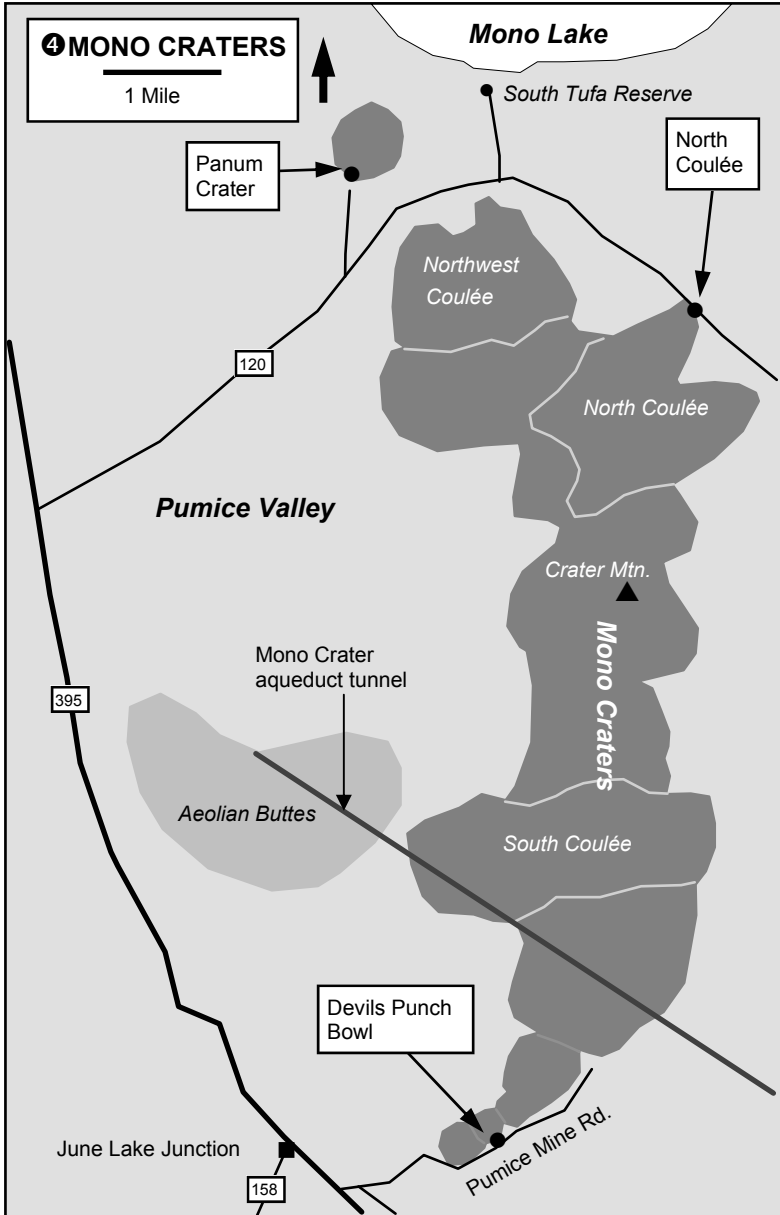 ❹MONO CRATERS
1 Mile
Mono Lake
South Tufa Reserve
North
Coulée
Panum
Crater
Northwest
Coulée
120
North Coulée
Pumice Valley
Crater Mtn.
Mono Craters
Mono Crater
aqueduct tunnel
395
Aeolian Buttes
South Coulée
Devils Punch
Bowl
June Lake Junction
Pumice Mine Rd.
158